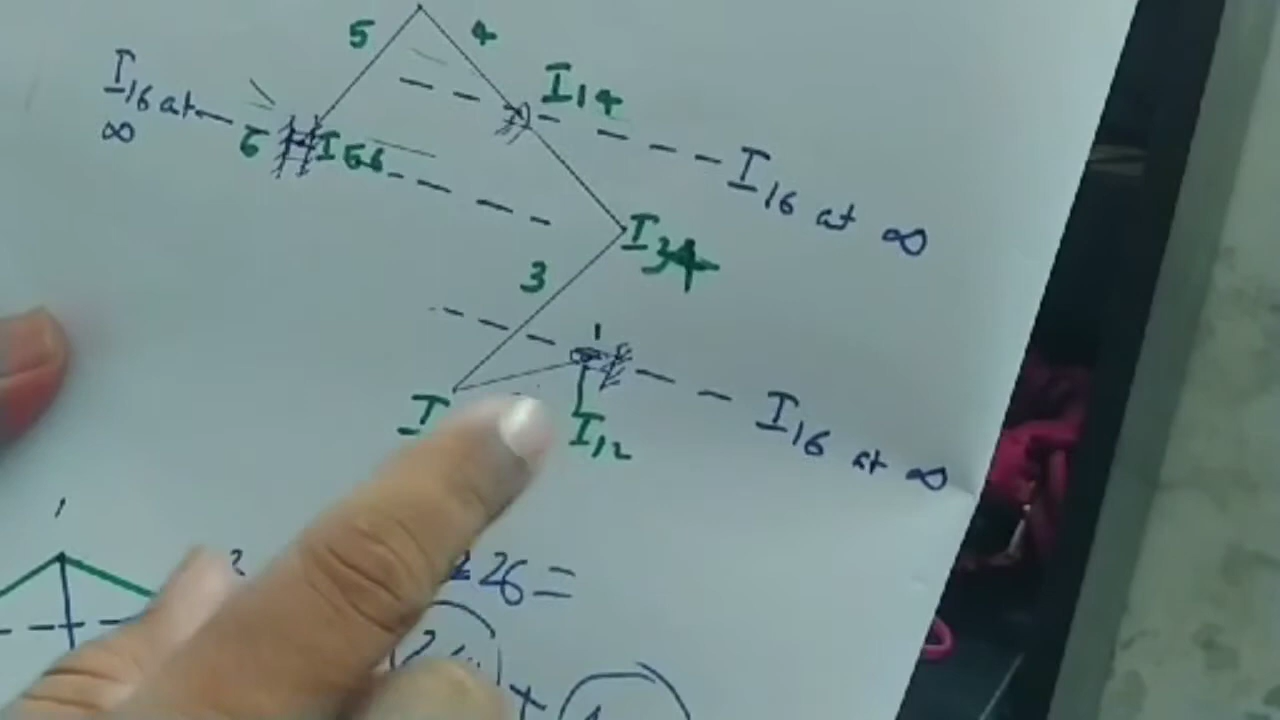 5
4
I14
I16 at
∞
6
I56
I16 at ∞
I34
3
1
I16 at ∞
I
I12
1
2
26 =
+